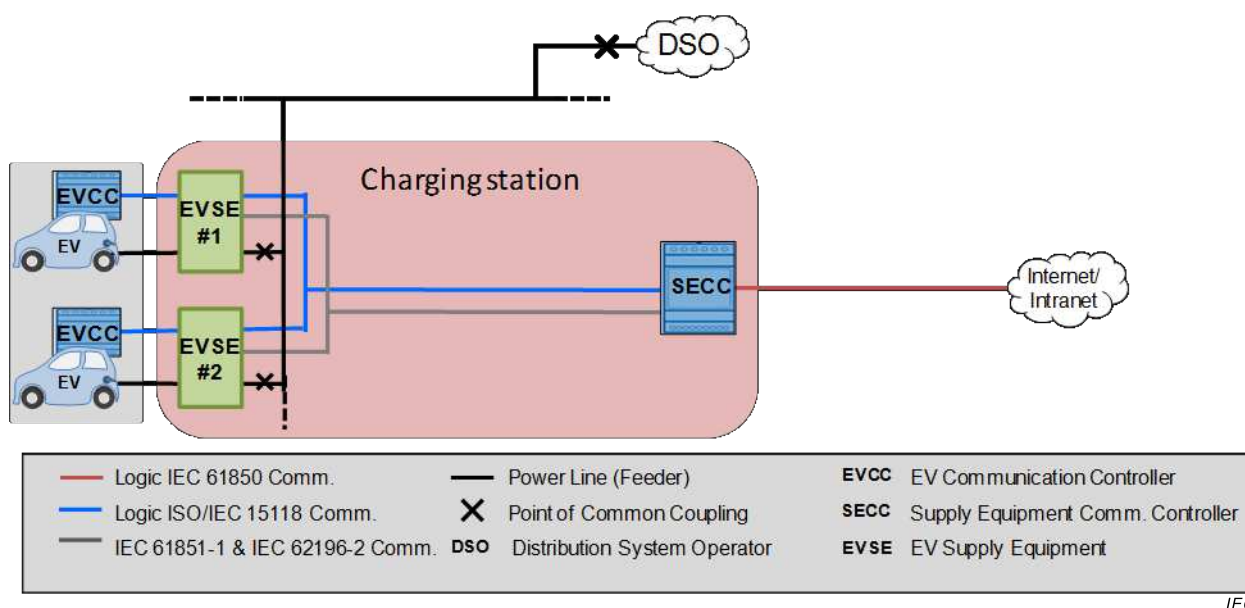 DSO
Charging station
EVCC
EV
EVSE
#1
SECC
Internet/
Intranet
EVCC
EV
EVSE
#2
Logic IEC 61850 Comm.
Power Line (Feeder)
EVCC EV Communication Controller
Logic ISO/IEC 15118 Comm.
Point of Common Coupling
SECC Supply Equipment Comm. Controller
IEC 61851-1 & IEC 62196-2 Comm.
DSO Distribution System Operator
EVSE EV Supply Equipment